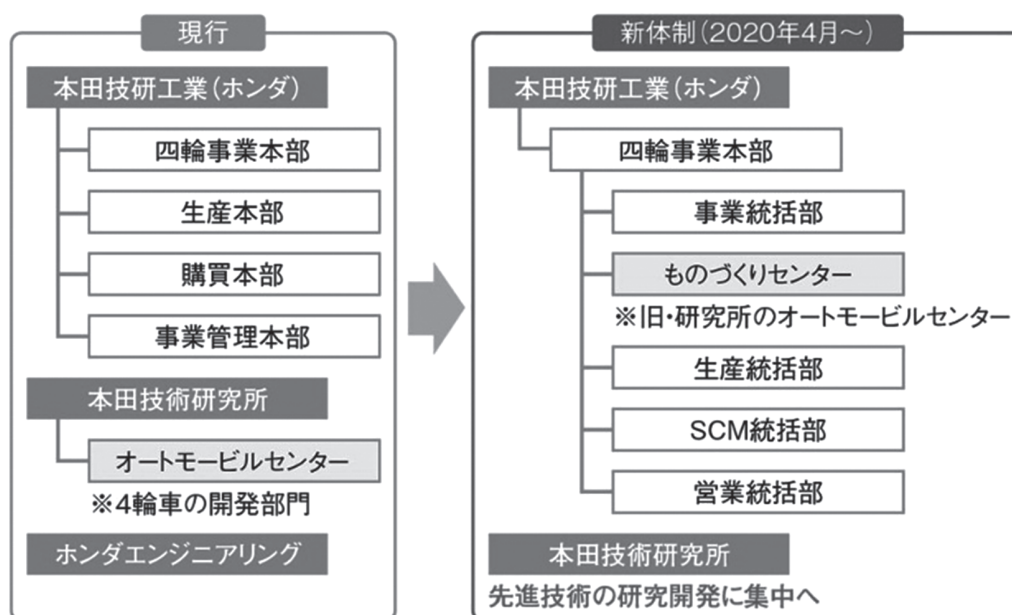 現行
本田技研工業(ホンダ)
四輪事業本部
生産本部
購買本部
事業管理本部
本田技術研究所
オートモービルセンター
※4輪車の開発部門
ホンダエンジニアリング
新体制(2020年4月〜)
本田技研工業(ホンダ)
四輪事業本部
事業統括部
ものづくりセンター
※旧・研究所のオートモービルセンター
生産統括部
SCM統括部
営業統括部
本田技術研究所
先進技術の研究開発に集中へ